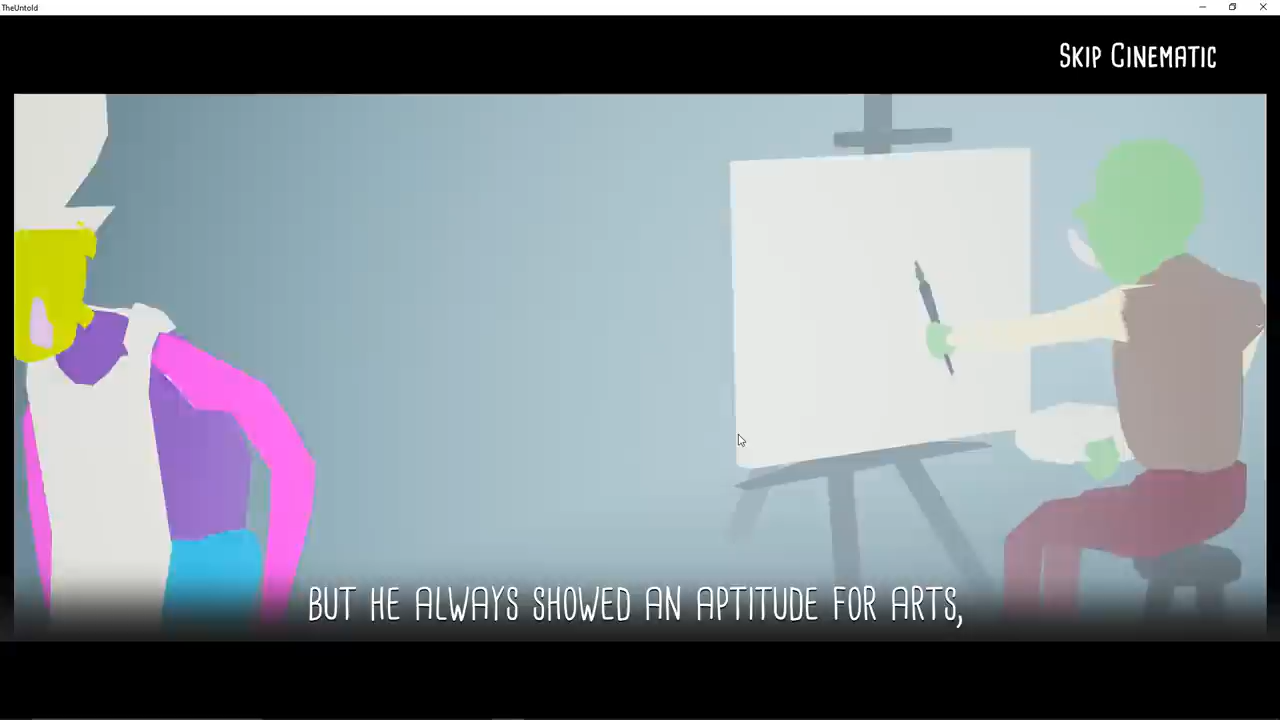 TheUntold
SKIP CINEMATIC
BUT HE ALWAYS SHOWED AN APTITUDE FOR ARTS,